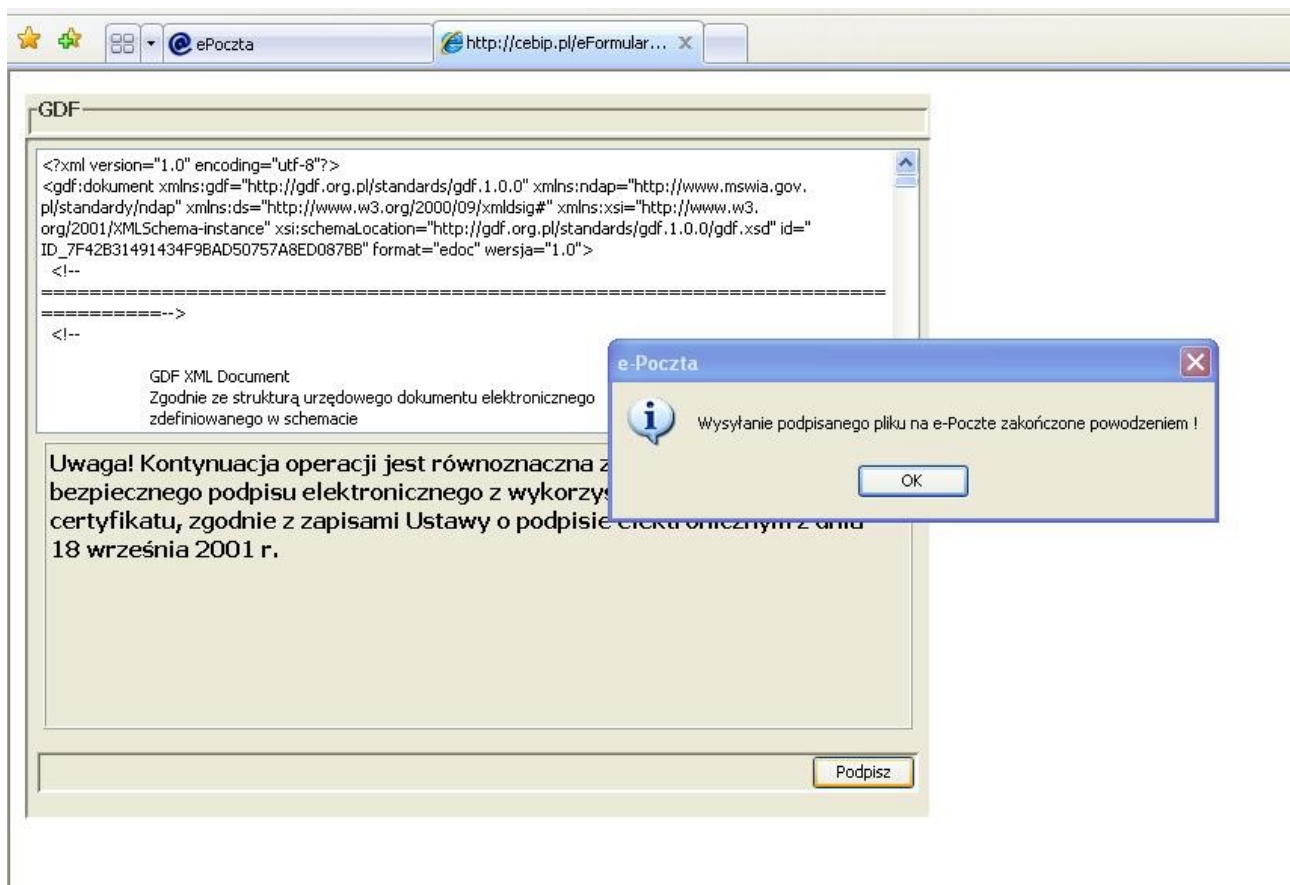 ePoczta
http://cebip.pl/eFormular...
GDF
<?xml version="1.0" encoding="utf-8"?>
<gdf:dokument xmlns:gdf="http://gdf.org.pl/standards/gdf.1.0.0" xmlns:ndap="http://www.mswia.gov.
pl/standardy/ndap" xmlns:ds="http://www.w3.org/2000/09/xmldsig#" xmlns:xsi="http://www.w3.
org/2001/XMLSchema-instance" xsi:schemaLocation="http://gdf.org.pl/standards/gdf.1.0.0/gdf.xsd" id="
ID_7F42B31491434F9BAD50757A8ED087BB" format="edoc" wersja="1.0">
<!--
==========================================================================
==========-->
<!--
GDF XML Document
Zgodnie ze strukturą urzędowego dokumentu elektronicznego
zdefiniowanego w schemacie
e-Poczta
Wysyłanie podpisanego pliku na e-Poczte zakończone powodzeniem !
OK
Uwaga! Kontynuacja operacji jest równoznaczna z
bezpiecznego podpisu elektronicznego z wykorzys
certyfikatu, zgodnie z zapisami Ustawy o podpisie elektronicznym z dnia
18 września 2001 r.
Podpisz